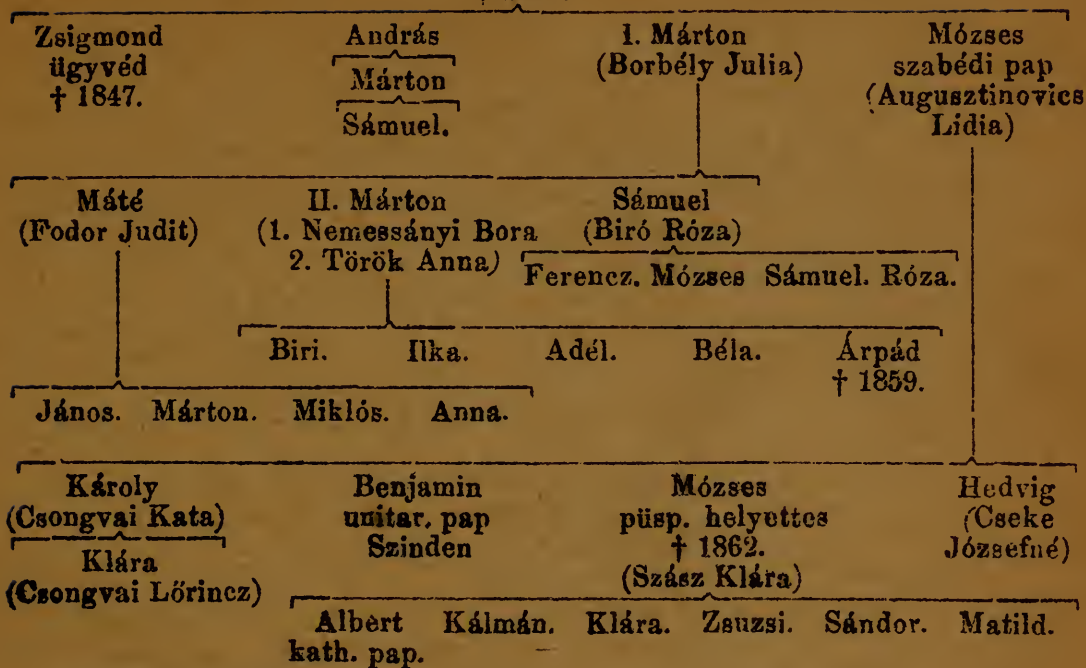 Zsigmond András I. Márton Mózses
ügyvéd Márton (Borbély Julia) szabédi pap
† 1847. Sámuel. (Augusztinovics
Lidia)
Máté II. Márton Sámuel
(Fodor Judit) (1. Nemessányi Bora (Biró Róza)
2. Török Anna) Ferencz. Mózses Sámuel. Róza.
Biri. Ilka. Adél. Béla. Árpád
† 1859.
János. Márton. Miklós. Anna.
Károly Benjamin Mózses Hedvig
(Csongvai Kata) unitar. pap püsp. helyettes (Cseke
Klára Szinden † 1862. Józsefné)
(Csongvai Lőrincz) (Szász Klára)
Albert Kálmán. Klára. Zsuzsi. Sándor. Matild.
kath. pap.